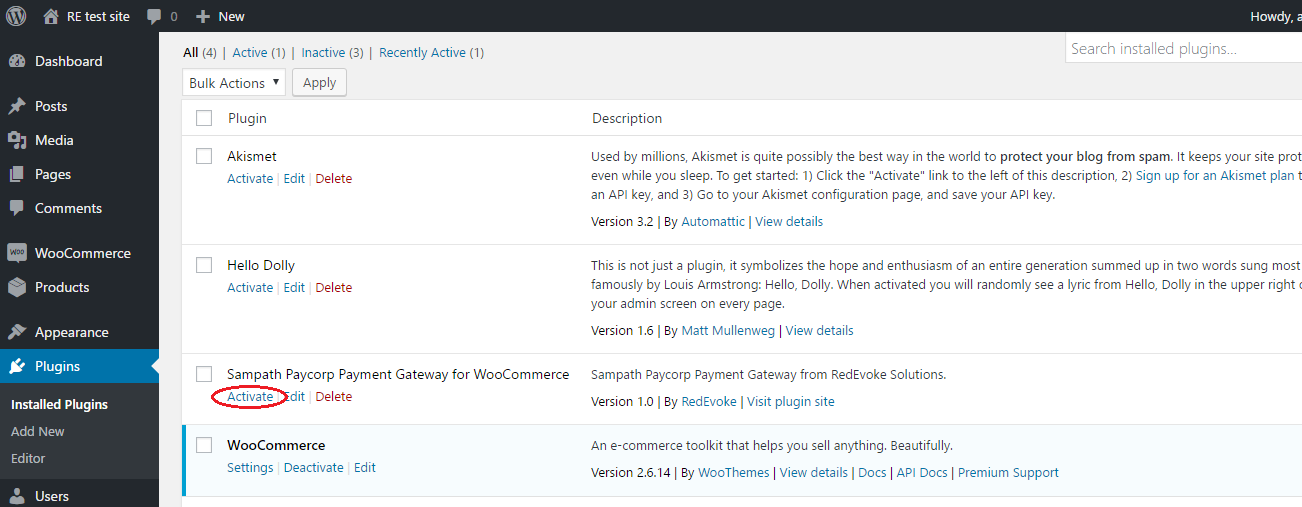 RE test site 0 New Howdy, a
Dashboard
Posts
Media
Pages
Comments
WOO WooCommerce
Products
Appearance
Plugins
Installed Plugins
Add New
Editor
Users
All (4) | Active (1) | Inactive (3) | Recently Active (1)
Search installed plugins...
Bulk Actions Apply
Plugin Description
Akismet
Activate | Edit | Delete
Used by millions, Akismet is quite possibly the best way in the world to protect your blog from spam. It keeps your site prot
even while you sleep. To get started: 1) Click the "Activate" link to the left of this description, 2) Sign up for an Akismet plan t
an API key, and 3) Go to your Akismet configuration page, and save your API key.
Version 3.2 | By Automattic | View details
Hello Dolly
Activate | Edit | Delete
This is not just a plugin, it symbolizes the hope and enthusiasm of an entire generation summed up in two words sung most
famously by Louis Armstrong: Hello, Dolly. When activated you will randomly see a lyric from Hello, Dolly in the upper right o
your admin screen on every page.
Version 1.6 | By Matt Mullenweg | View details
Sampath Paycorp Payment Gateway for WooCommerce
Activate | Edit | Delete
Sampath Paycorp Payment Gateway from RedEvoke Solutions.
Version 1.0 | By RedEvoke | Visit plugin site
WooCommerce
Settings | Deactivate | Edit
An e-commerce toolkit that helps you sell anything. Beautifully.
Version 2.6.14 | By WooThemes | View details | Docs | API Docs | Premium Support